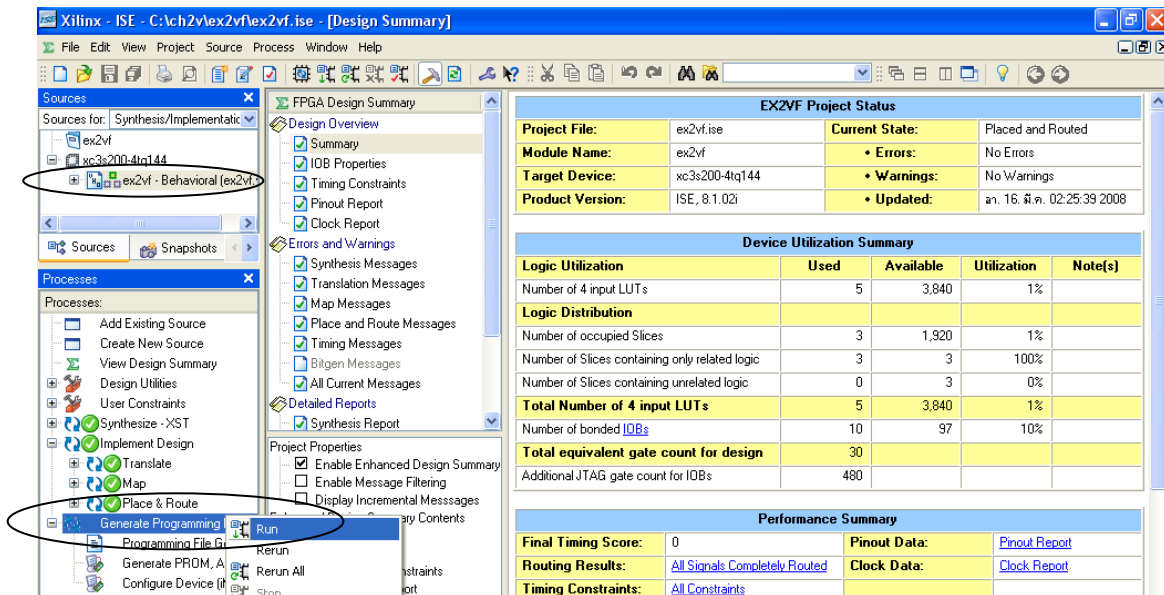 Xilinx - ISE - C:\ch2v\ex2vf\ex2vf.ise - [Design Summary]
File Edit View Project Source Process Window Help
Sources
Sources for: Synthesis/Implementatic
ex2vf
xc3s200-4tq144
ex2vf - Behavioral (ex2vf.
Sources Snapshots
Processes
Processes:
Add Existing Source
Create New Source
View Design Summary
Design Utilities
User Constraints
Synthesize - XST
Implement Design
Translate
Map
Place & Route
Generate Programming
Programming File G
Generate PROM, A
Configure Device (i
Run
Rerun
Rerun All
Stop
FPGA Design Summary
Design Overview
Summary
IOB Properties
Timing Constraints
Pinout Report
Clock Report
Errors and Warnings
Synthesis Messages
Translation Messages
Map Messages
Place and Route Messages
Timing Messages
Bitgen Messages
All Current Messages
Detailed Reports
Synthesis Report
Project Properties
Enable Enhanced Design Summary
Enable Message Filtering
Display Incremental Messsages
ry Contents
nstraints
ort
EX2VF Project Status
Project File: ex2vf.ise Current State: Placed and Routed
Module Name: ex2vf • Errors: No Errors
Target Device: xc3s200-4tq144 • Warnings: No Warnings
Product Version: ISE, 8.1.02i • Updated: อา. 16. มี.ค. 02:25:39 2008
Device Utilization Summary
Logic Utilization Used Available Utilization Note(s)
Number of 4 input LUTs 5 3,840 1%
Logic Distribution
Number of occupied Slices 3 1,920 1%
Number of Slices containing only related logic 3 3 100%
Number of Slices containing unrelated logic 0 3 0%
Total Number of 4 input LUTs 5 3,840 1%
Number of bonded IOBs 10 97 10%
Total equivalent gate count for design 30
Additional JTAG gate count for IOBs 480
Performance Summary
Final Timing Score: 0 Pinout Data: Pinout Report
Routing Results: All Signals Completely Routed Clock Data: Clock Report
Timing Constraints: All Constraints